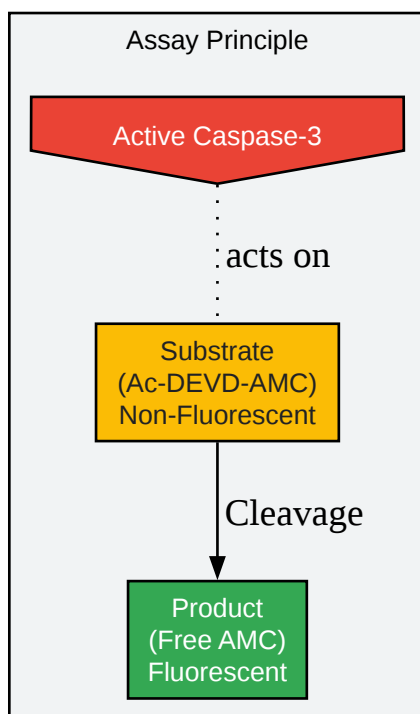 Assay Principle
Active Caspase-3
acts on
Substrate
(Ac-DEVD-AMC)
Non-Fluorescent
Cleavage
Product
(Free AMC)
Fluorescent